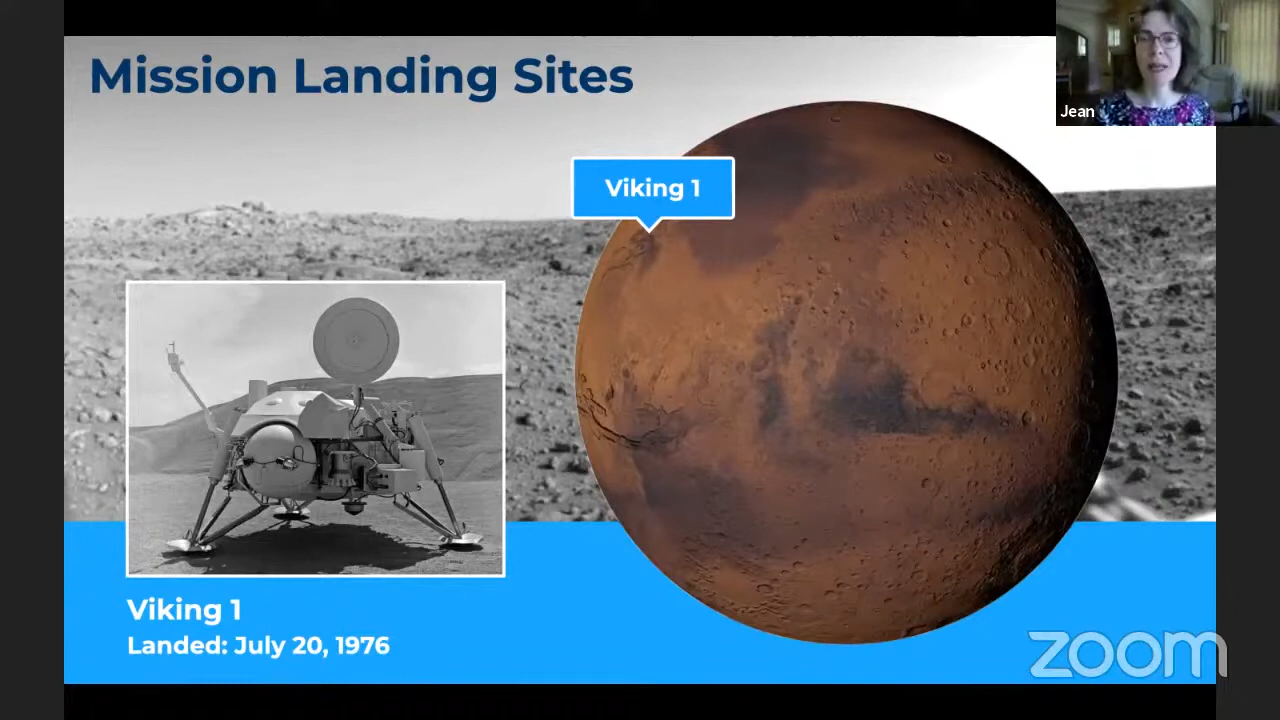 Mission Landing Sites
Jean
Viking 1
Viking 1
Landed: July 20, 1976
zoom